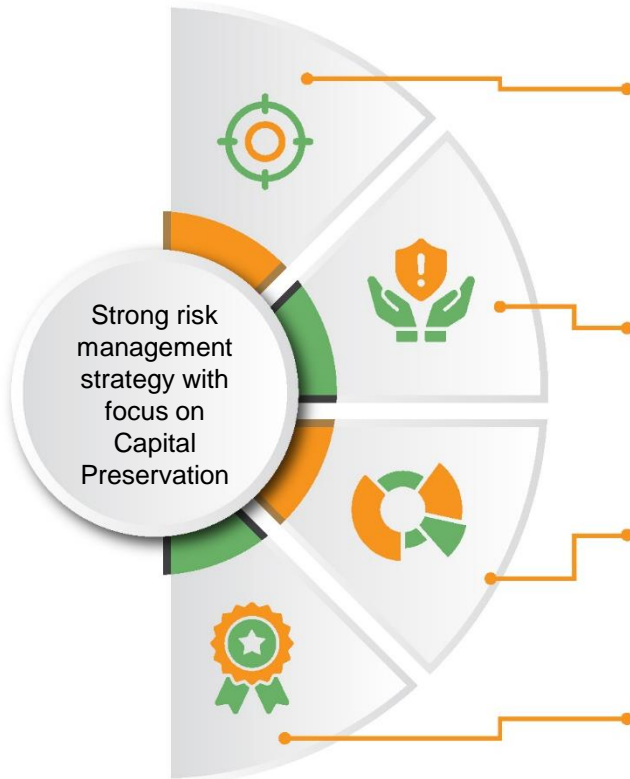 Strong risk
management
strategy with
focus on
Capital
Preservation